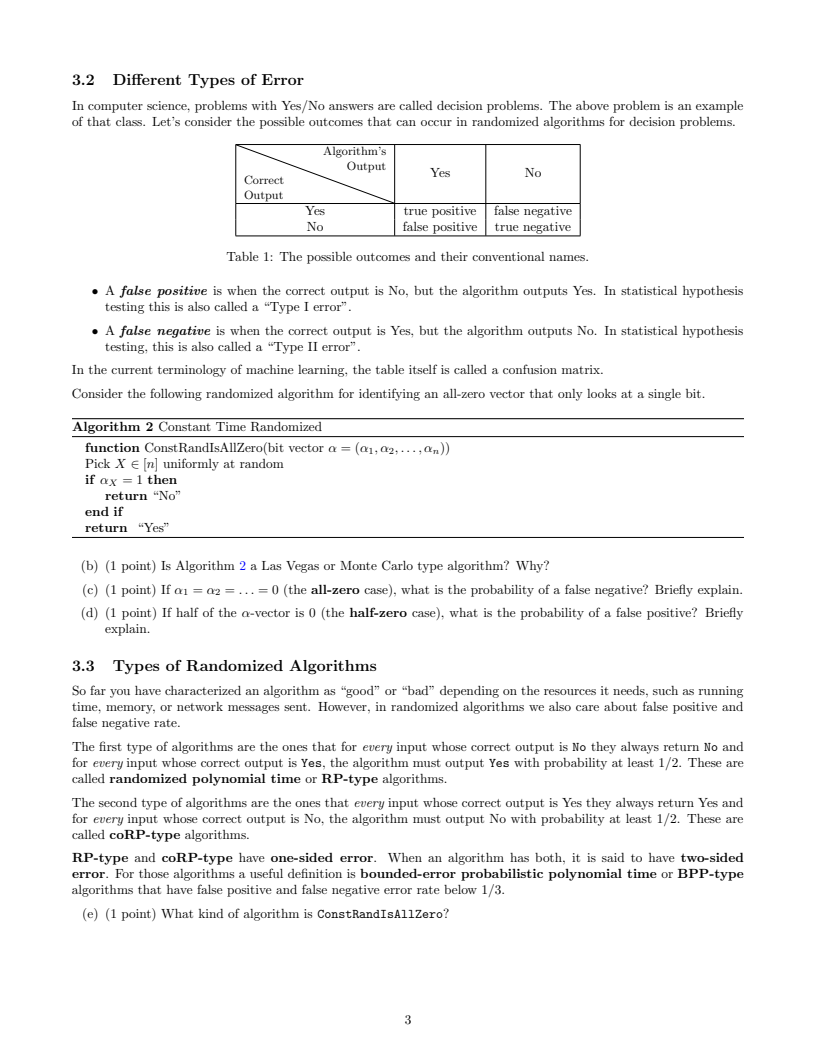 3.2 Different Types of Error
In computer science, problems with Yes/No answers are called decision problems. The above problem is an example
of that class. Let's consider the possible outcomes that can occur in randomized algorithms for decision problems.
Algorithm's
Output
Correct
Output
Yes No
Yes true positive false negative
No false positive true negative
Table 1: The possible outcomes and their conventional names.
• A false positive is when the correct output is No, but the algorithm outputs Yes. In statistical hypothesis
testing this is also called a “Type I error”.
• A false negative is when the correct output is Yes, but the algorithm outputs No. In statistical hypothesis
testing, this is also called a “Type II error”.
In the current terminology of machine learning, the table itself is called a confusion matrix.
Consider the following randomized algorithm for identifying an all-zero vector that only looks at a single bit.
Algorithm 2 Constant Time Randomized
function ConstRandIsAllZero(bit vector α = (α₁, α₂, . . . , αₙ))
Pick X ∈ [n] uniformly at random
if α_X = 1 then
return “No”
end if
return “Yes”
(b) (1 point) Is Algorithm 2 a Las Vegas or Monte Carlo type algorithm? Why?
(c) (1 point) If α₁ = α₂ = . . . = 0 (the all-zero case), what is the probability of a false negative? Briefly explain.
(d) (1 point) If half of the α-vector is 0 (the half-zero case), what is the probability of a false positive? Briefly
explain.
3.3 Types of Randomized Algorithms
So far you have characterized an algorithm as “good” or “bad” depending on the resources it needs, such as running
time, memory, or network messages sent. However, in randomized algorithms we also care about false positive and
false negative rate.
The first type of algorithms are the ones that for every input whose correct output is No they always return No and
for every input whose correct output is Yes, the algorithm must output Yes with probability at least 1/2. These are
called randomized polynomial time or RP-type algorithms.
The second type of algorithms are the ones that every input whose correct output is Yes they always return Yes and
for every input whose correct output is No, the algorithm must output No with probability at least 1/2. These are
called coRP-type algorithms.
RP-type and coRP-type have one-sided error. When an algorithm has both, it is said to have two-sided
error. For those algorithms a useful definition is bounded-error probabilistic polynomial time or BPP-type
algorithms that have false positive and false negative error rate below 1/3.
(e) (1 point) What kind of algorithm is ConstRandIsAllZero?
3